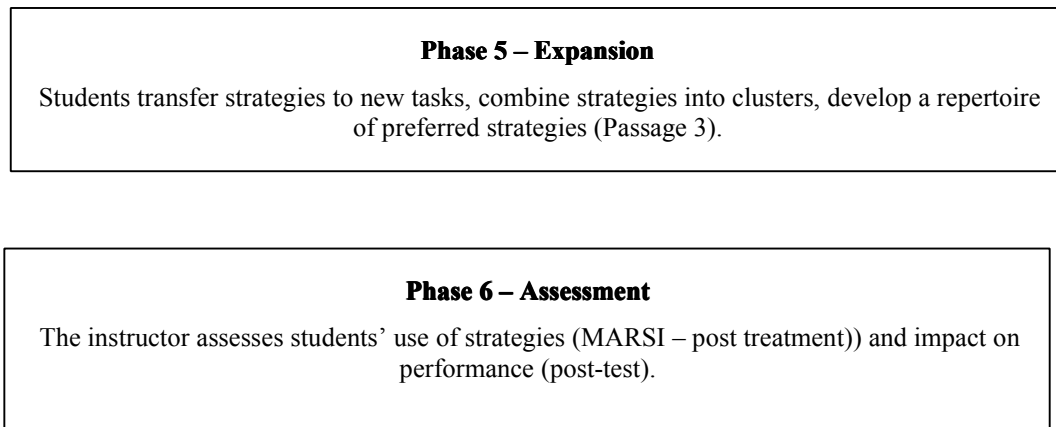 Phase 5 – Expansion
Students transfer strategies to new tasks, combine strategies into clusters, develop a repertoire
of preferred strategies (Passage 3).
Phase 6 – Assessment
The instructor assesses students’ use of strategies (MARSI – post treatment)) and impact on
performance (post-test).